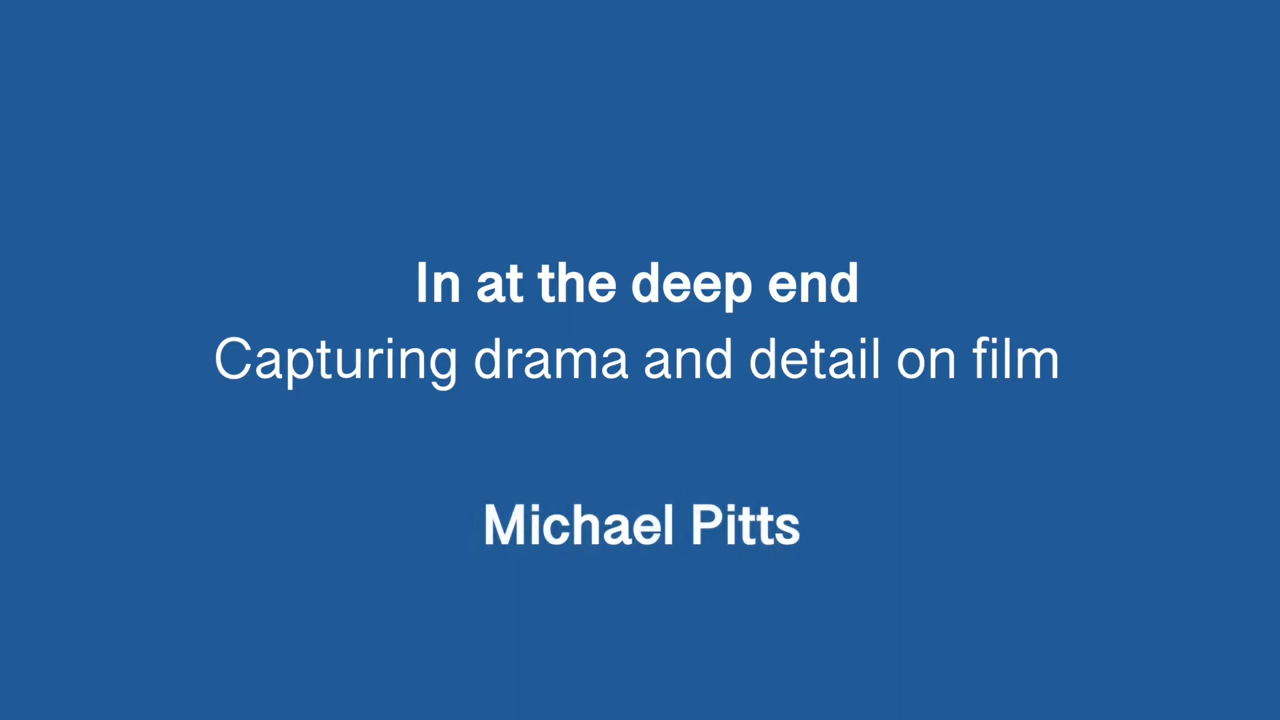 In at the deep end
Capturing drama and detail on film
Michael Pitts